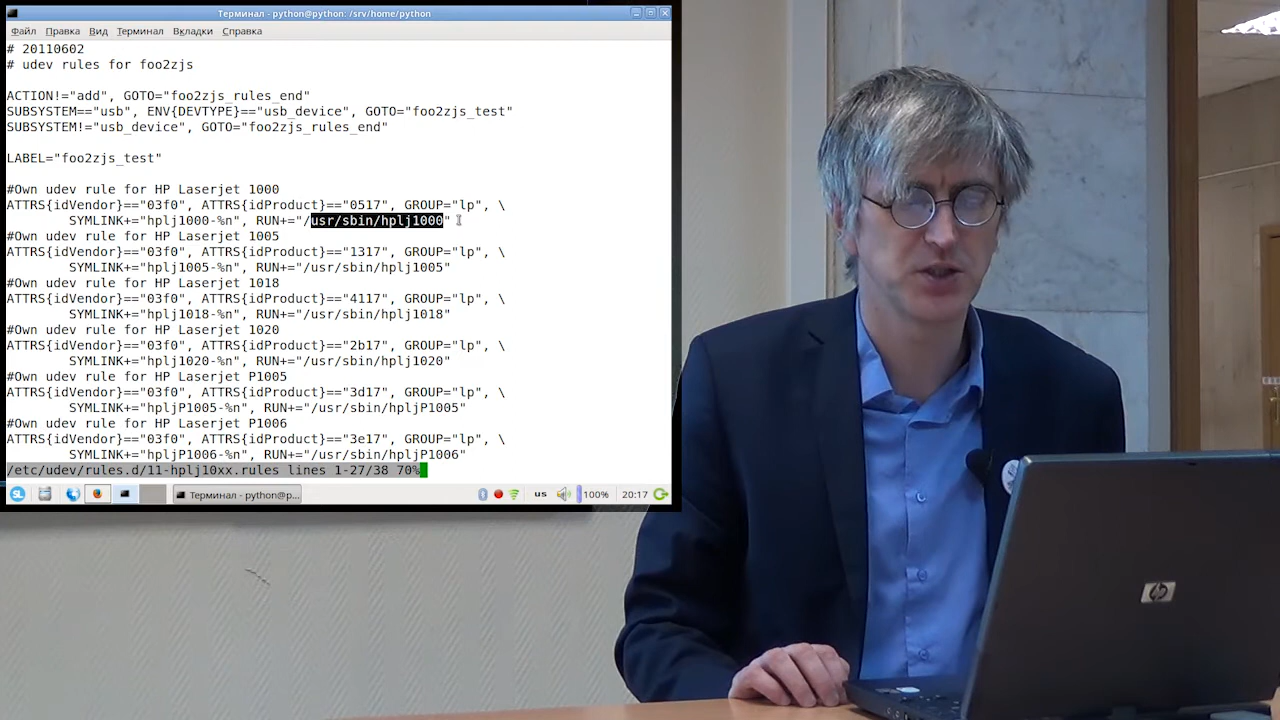 Терминал - python@python: /srv/home/python
Файл Правка Вид Терминал Вкладки Справка
# 20110602
# udev rules for foo2zjs
ACTION!="add", GOTO="foo2zjs_rules_end"
SUBSYSTEM=="usb", ENV{DEVTYPE}=="usb_device", GOTO="foo2zjs_test"
SUBSYSTEM!="usb_device", GOTO="foo2zjs_rules_end"
LABEL="foo2zjs_test"
#Own udev rule for HP Laserjet 1000
ATTRS{idVendor}=="03f0", ATTRS{idProduct}=="0517", GROUP="lp", \
SYMLINK+="hplj1000-%n", RUN+="/usr/sbin/hplj1000"
#Own udev rule for HP Laserjet 1005
ATTRS{idVendor}=="03f0", ATTRS{idProduct}=="1317", GROUP="lp", \
SYMLINK+="hplj1005-%n", RUN+="/usr/sbin/hplj1005"
#Own udev rule for HP Laserjet 1018
ATTRS{idVendor}=="03f0", ATTRS{idProduct}=="4117", GROUP="lp", \
SYMLINK+="hplj1018-%n", RUN+="/usr/sbin/hplj1018"
#Own udev rule for HP Laserjet 1020
ATTRS{idVendor}=="03f0", ATTRS{idProduct}=="2b17", GROUP="lp", \
SYMLINK+="hplj1020-%n", RUN+="/usr/sbin/hplj1020"
#Own udev rule for HP Laserjet P1005
ATTRS{idVendor}=="03f0", ATTRS{idProduct}=="3d17", GROUP="lp", \
SYMLINK+="hpljP1005-%n", RUN+="/usr/sbin/hpljP1005"
#Own udev rule for HP Laserjet P1006
ATTRS{idVendor}=="03f0", ATTRS{idProduct}=="3e17", GROUP="lp", \
SYMLINK+="hpljP1006-%n", RUN+="/usr/sbin/hpljP1006"
/etc/udev/rules.d/11-hplj10xx.rules lines 1-27/38 70%
SL Терминал - python@p... us 100% 20:17
hp